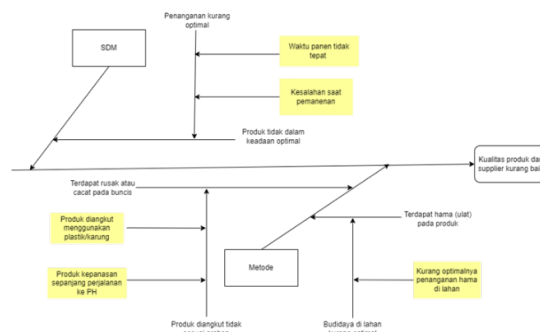 Penanganan kurang
optimal
SDM
Waktu panen tidak
tepat
Kesalahan saat
pemanenan
Produk tidak dalam
keadaan optimal
Kualitas produk
supplier kurang
Terdapat rusak atau
cacat pada buncis
Produk diangkut
menggunakan
plastik/karung
Terdapat hama (ulat)
pada produk
Produk kepanasan
sepanjang perjalanan
ke PH
Metode
Kurang optimalnya
penanganan hama
di lahan
Produk diangkut tidak
Budidaya di lahan